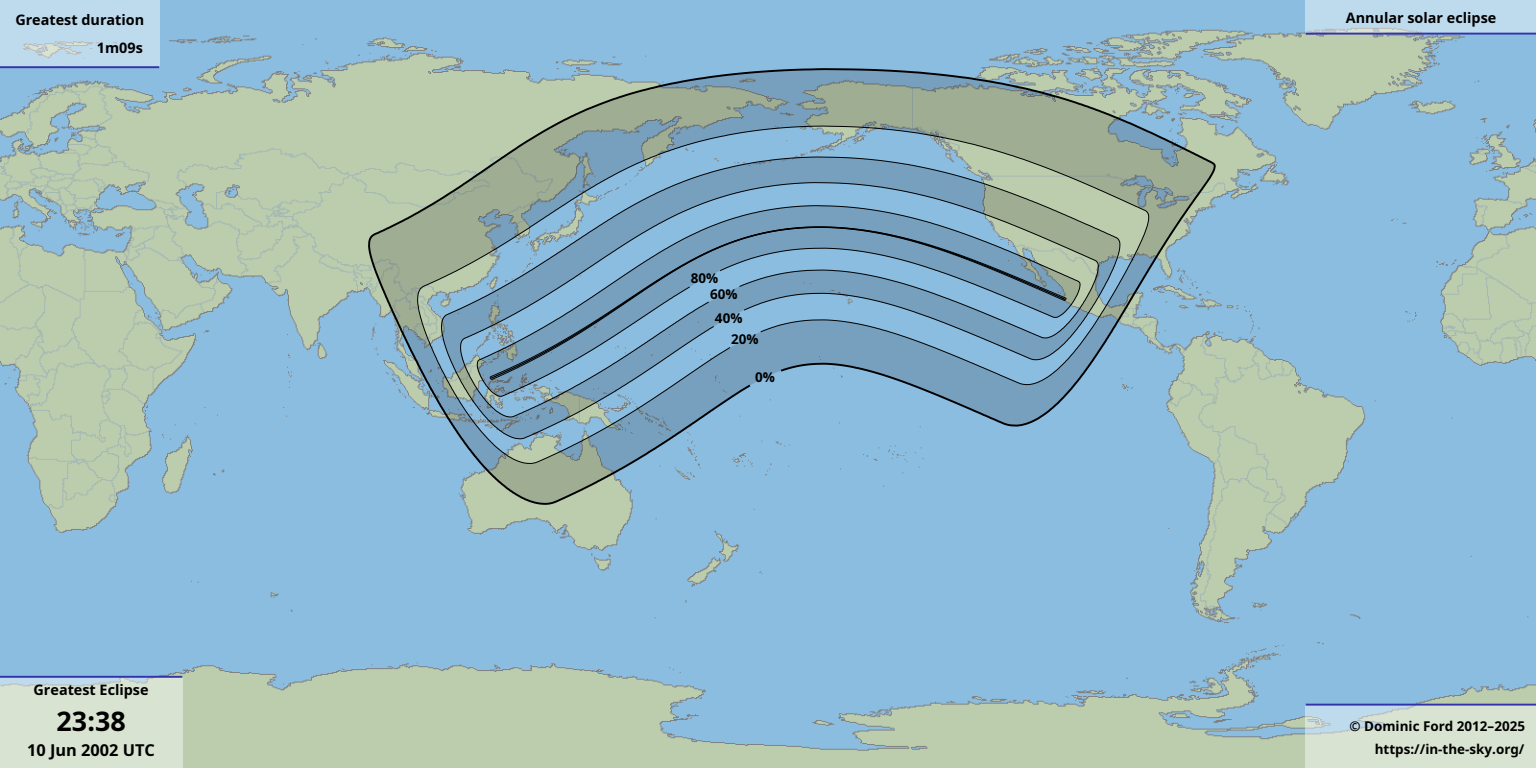 Greatest duration
1m09s
Annular solar eclipse
80%
60%
40%
20%
0%
Greatest Eclipse
23:38
10 Jun 2002 UTC
© Dominic Ford 2012–2025
https://in-the-sky.org/